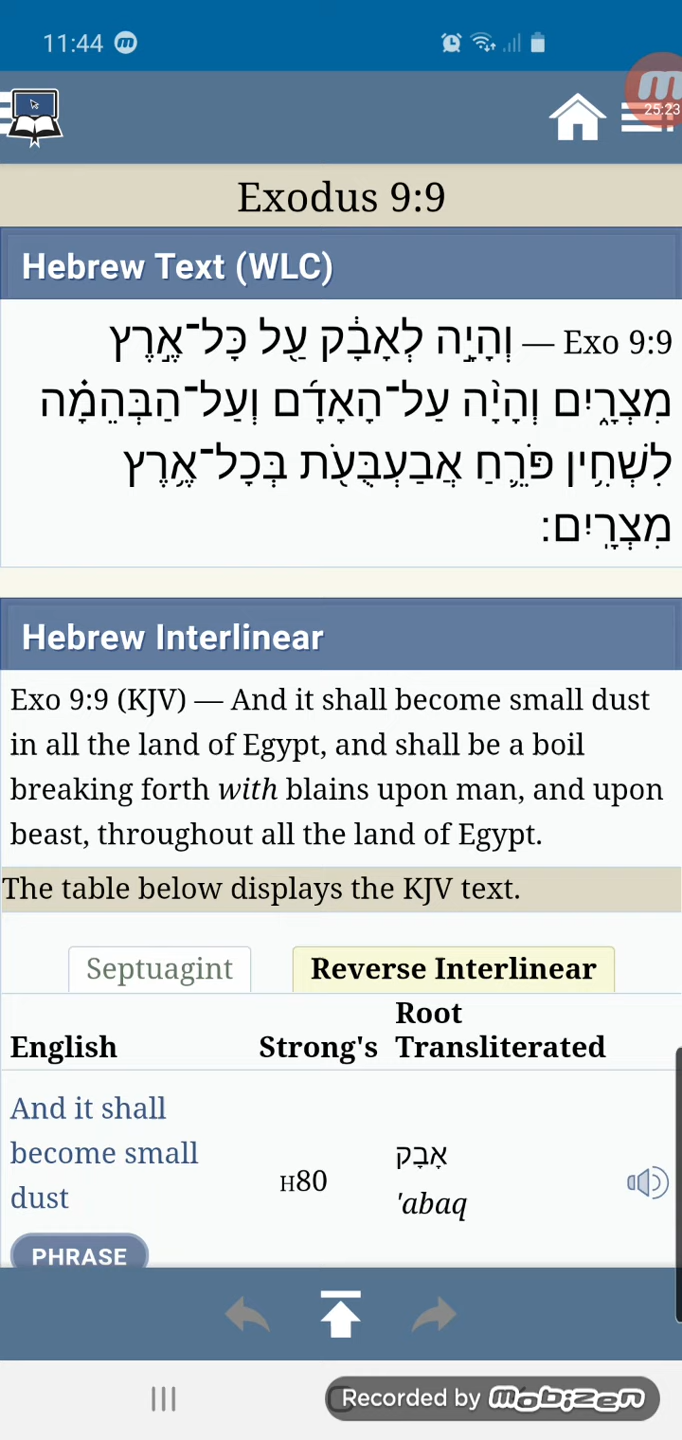 11:44
25:23
Exodus 9:9
Hebrew Text (WLC)
Exo 9:9 — וְהָיָ֣ה לְאָבָ֔ק עַ֖ל כָּל־אֶ֣רֶץ
מִצְרָ֑יִם וְהָיָ֨ה עַל־הָאָדָ֜ם וְעַל־הַבְּהֵמָ֗ה
לִשְׁחִ֥ין פֹּרֵ֛חַ אֲבַעְבֻּעֹ֖ת בְּכָל־אֶ֥רֶץ
מִצְרָֽיִם׃
Hebrew Interlinear
Exo 9:9 (KJV) — And it shall become small dust
in all the land of Egypt, and shall be a boil
breaking forth with blains upon man, and upon
beast, throughout all the land of Egypt.
The table below displays the KJV text.
Septuagint Reverse Interlinear
English Strong's Root Transliterated
And it shall
become small
dust
H80
אָבָק
'abaq
PHRASE
Recorded by mobizen